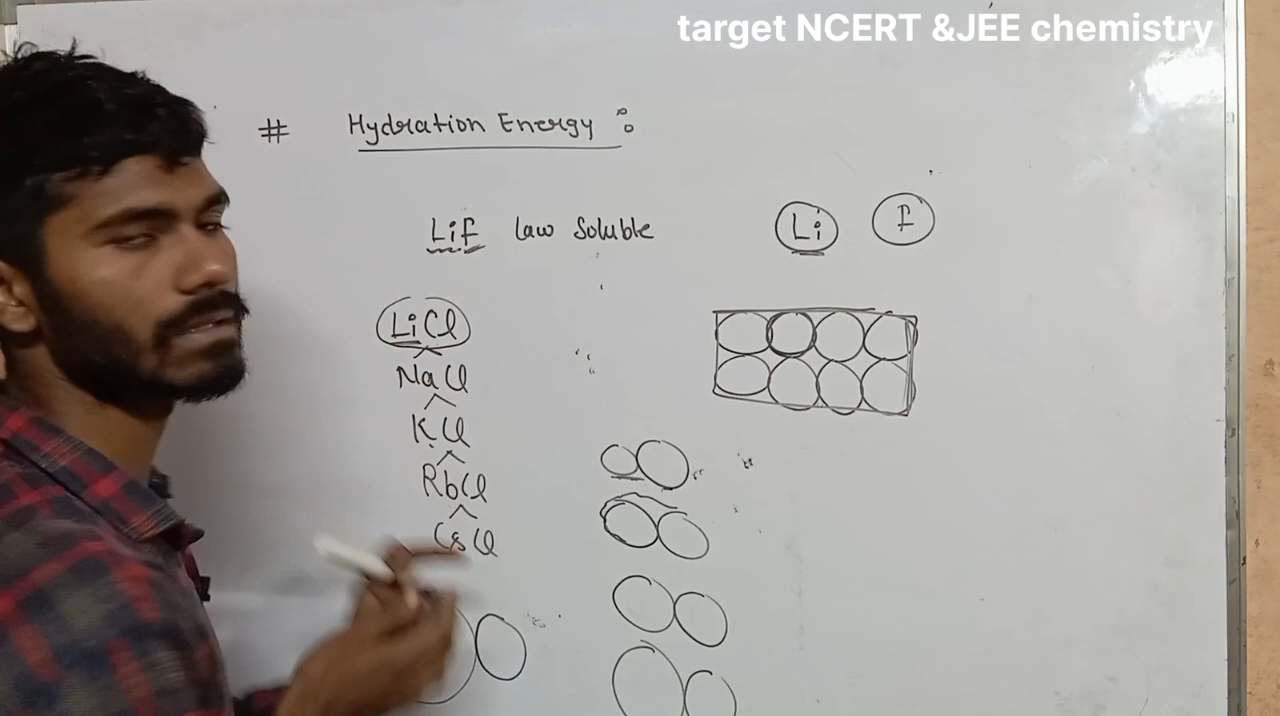 target NCERT &JEE chemistry
# Hydration Energy :
Lif law Soluble
Li f
LiCl
^
NaCl
^
KCl
^
RbCl
^
CsCl